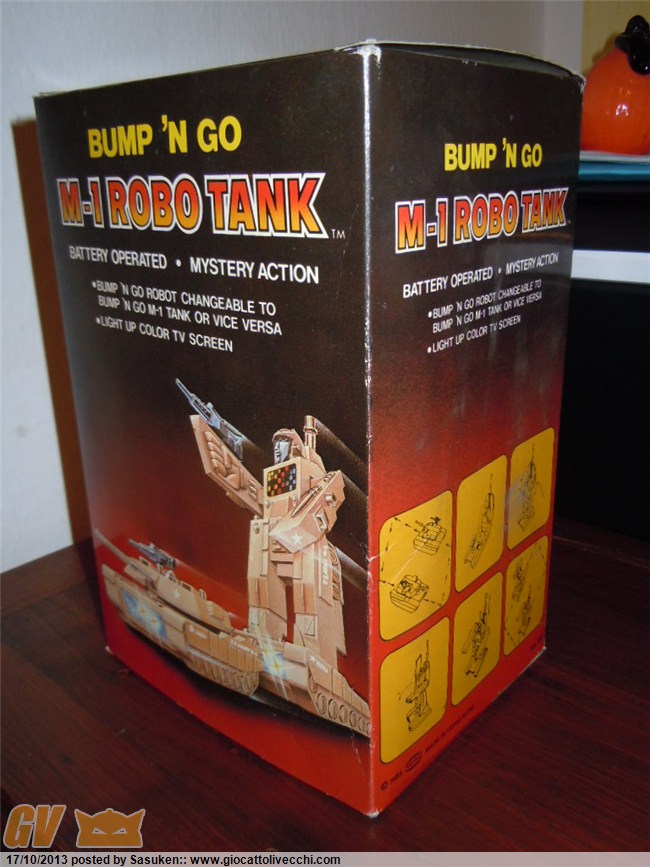 BUMP 'N GO
M-1 ROBO TANK™
BATTERY OPERATED • MYSTERY ACTION
•BUMP 'N GO ROBOT CHANGEABLE TO
BUMP 'N GO M-1 TANK OR VICE VERSA
•LIGHT UP COLOR TV SCREEN
BUMP 'N GO
M-1 ROBO TANK
BATTERY OPERATED • MYSTERY ACTION
•BUMP 'N GO ROBOT CHANGEABLE TO
BUMP 'N GO M-1 TANK OR VICE VERSA
•LIGHT UP COLOR TV SCREEN
GV
17/10/2013 posted by Sasuken:: www.giocattolivecchi.com